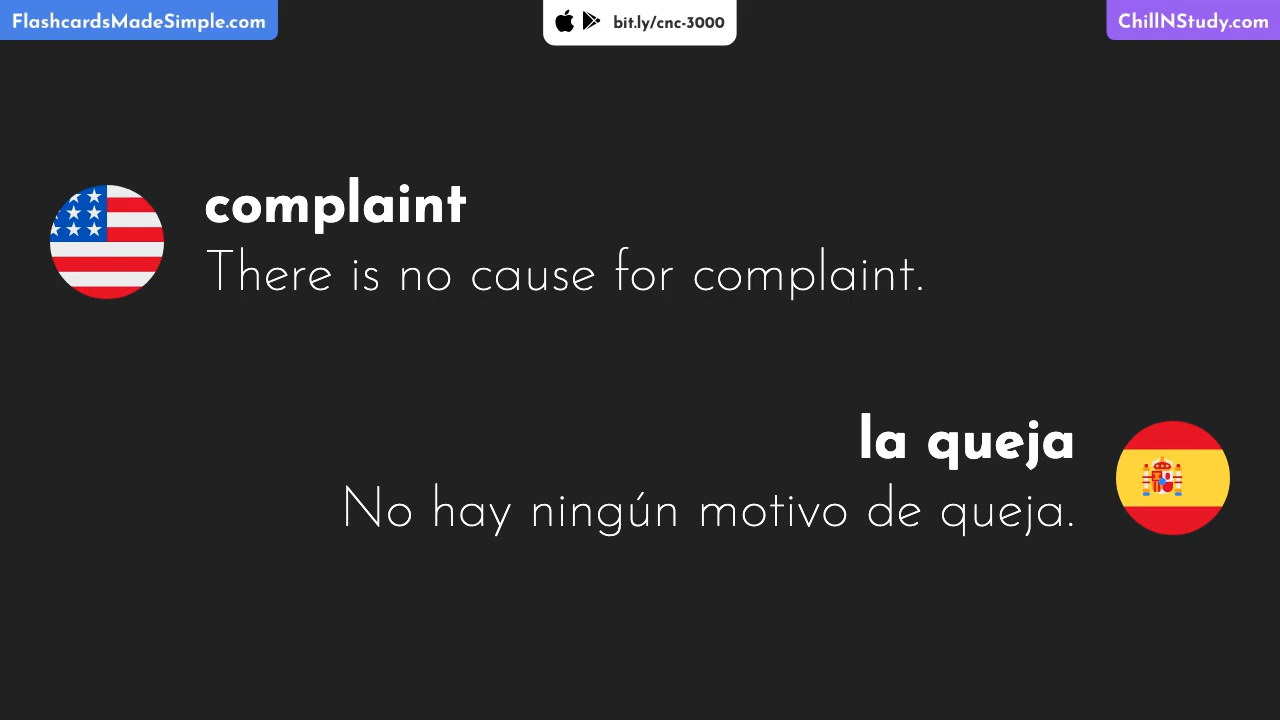 FlashcardsMadeSimple.com
bit.ly/cnc-3000
ChillNStudy.com
complaint
There is no cause for complaint.
la queja
No hay ningún motivo de queja.